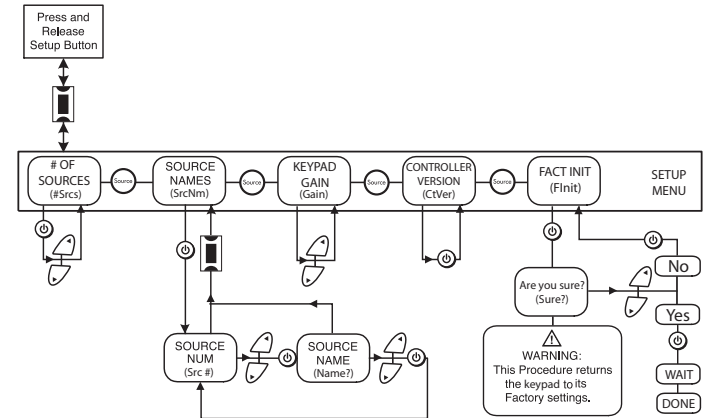 Press and
Release
Setup Button
# OF
SOURCES
(#Srcs)
Source
SOURCE
NAMES
(SrcNm)
Source
KEYPAD
GAIN
(Gain)
Source
CONTROLLER
VERSION
(CtVer)
Source
FACT INIT
(FInit)
SETUP
MENU
Are you sure?
(Sure?)
No
Yes
WAIT
DONE
WARNING:
This Procedure returns
the keypad to its
Factory settings.
SOURCE
NUM
(Src #)
SOURCE
NAME
(Name?)